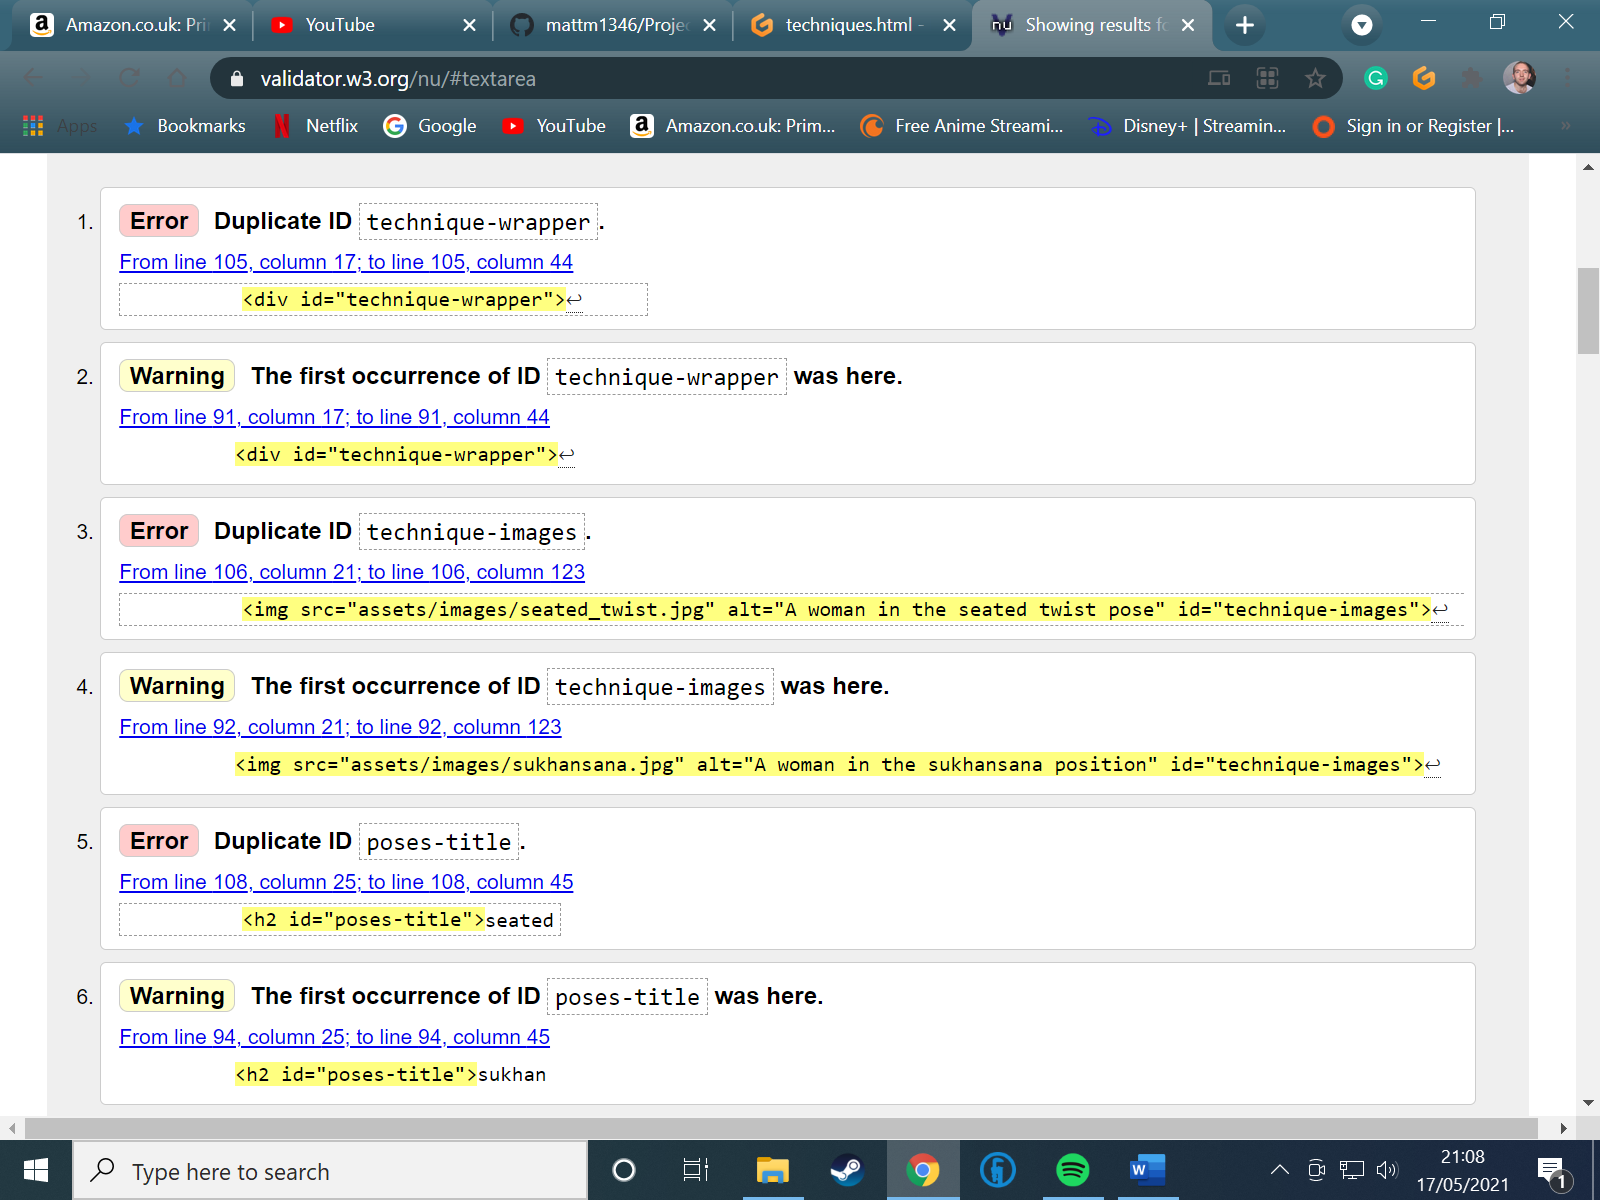 Amazon.co.uk: Pri
YouTube
mattm1346/Proje
techniques.html -
nu
Showing results fo
validator.w3.org/nu/#textarea
Apps
Bookmarks
Netflix
Google
YouTube
Amazon.co.uk: Prim...
Free Anime Streami...
Disney+ | Streamin...
Sign in or Register |...
1. Error Duplicate ID technique-wrapper.
From line 105, column 17; to line 105, column 44
<div id="technique-wrapper">↩
2. Warning The first occurrence of ID technique-wrapper was here.
From line 91, column 17; to line 91, column 44
<div id="technique-wrapper">↩
3. Error Duplicate ID technique-images.
From line 106, column 21; to line 106, column 123
<img src="assets/images/seated_twist.jpg" alt="A woman in the seated twist pose" id="technique-images">↩
4. Warning The first occurrence of ID technique-images was here.
From line 92, column 21; to line 92, column 123
<img src="assets/images/sukhansana.jpg" alt="A woman in the sukhansana position" id="technique-images">↩
5. Error Duplicate ID poses-title.
From line 108, column 25; to line 108, column 45
<h2 id="poses-title">seated
6. Warning The first occurrence of ID poses-title was here.
From line 94, column 25; to line 94, column 45
<h2 id="poses-title">sukhan
Type here to search
21:08
17/05/2021
1